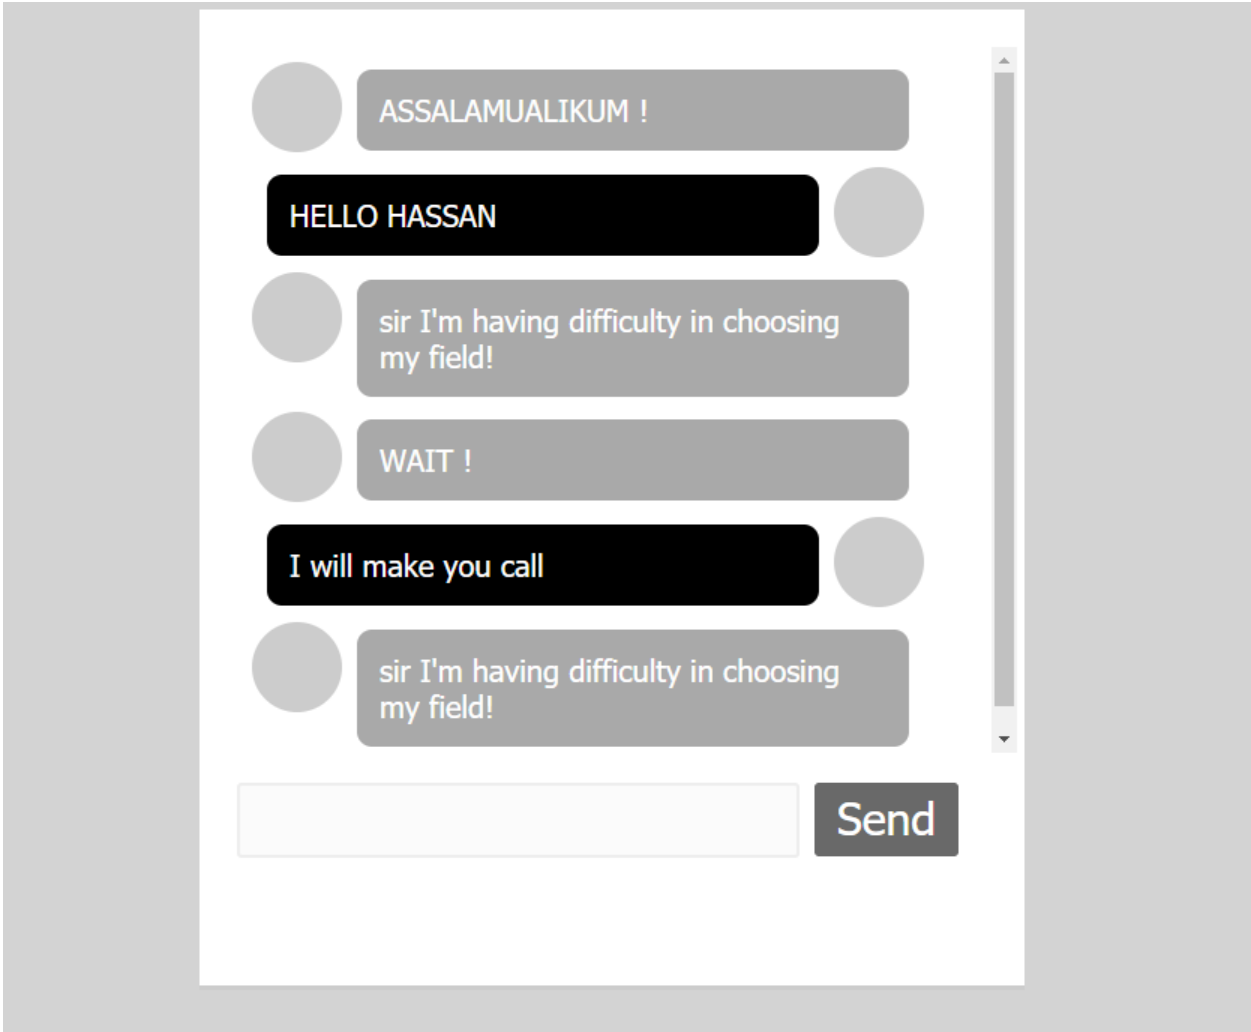 ASSALAMUALIKUM !
HELLO HASSAN
sir I'm having difficulty in choosing
my field!
WAIT !
I will make you call
sir I'm having difficulty in choosing
my field!
Send